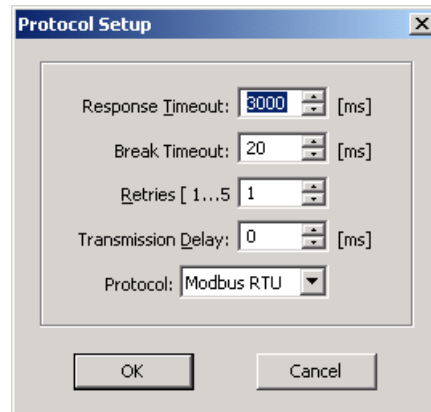 Protocol Setup
Response Timeout: 3000 [ms]
Break Timeout: 20 [ms]
Retries [ 1...5 1
Transmission Delay: 0 [ms]
Protocol: Modbus RTU
OK Cancel